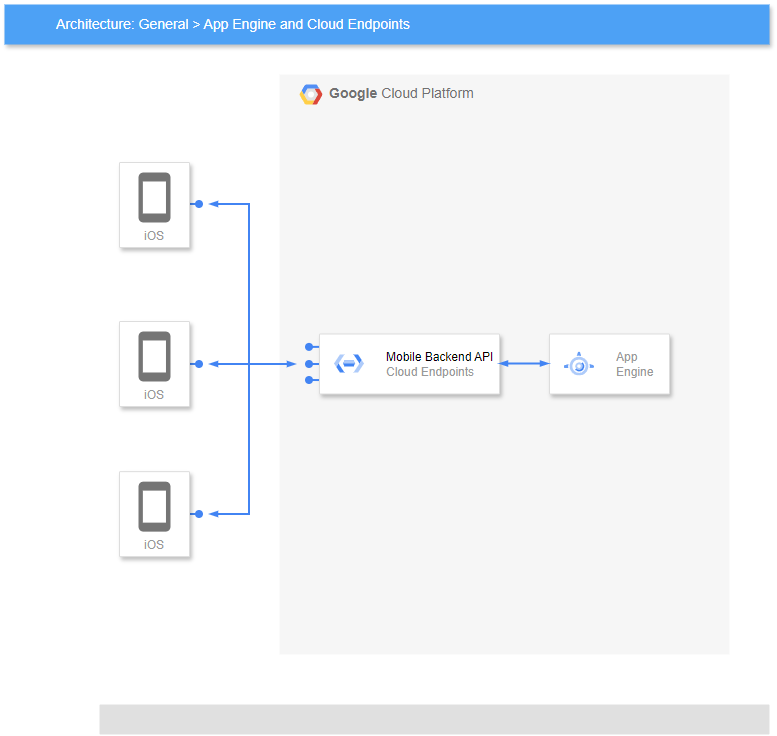 Architecture: General > App Engine and Cloud Endpoints
Google Cloud Platform
iOS
iOS
Mobile Backend API
Cloud Endpoints
App
Engine
iOS